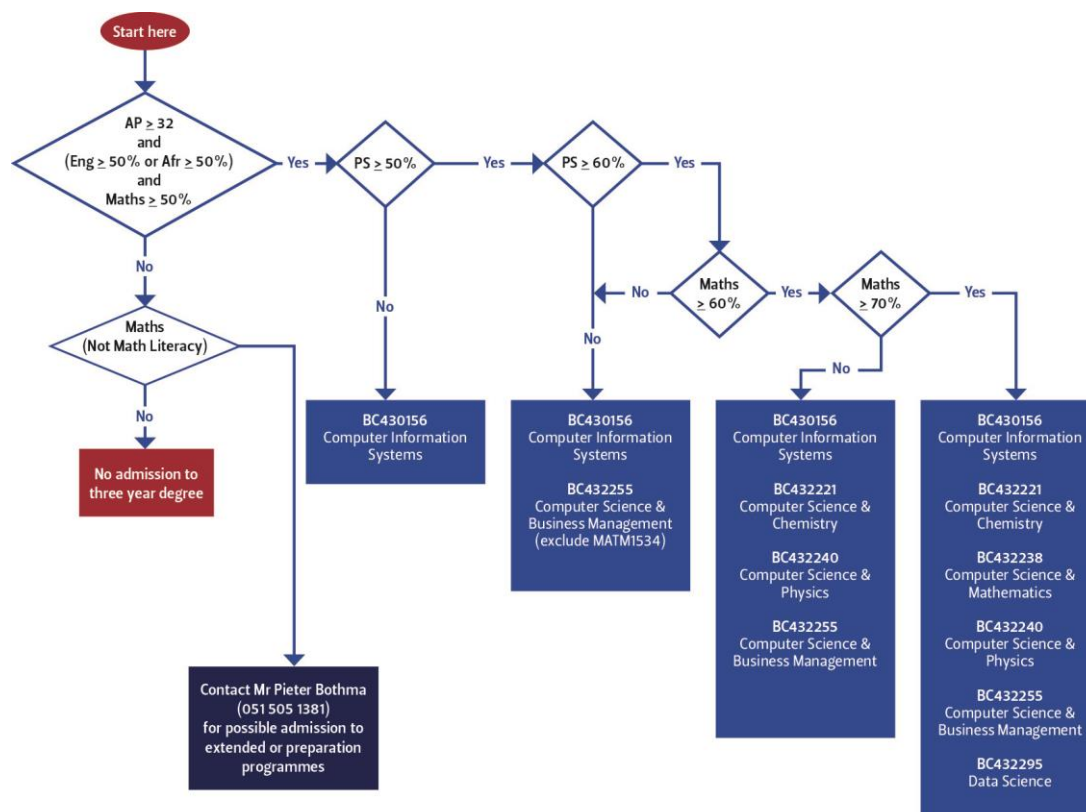 Start here
AP ≥ 32
and
(Eng ≥ 50% or Afr ≥ 50%)
and
Maths ≥ 50%
Yes
PS ≥ 50%
Yes
PS ≥ 60%
Yes
No
Maths
(Not Math Literacy)
No
No
No
Maths
≥ 60%
Yes
Maths
≥ 70%
Yes
No
No
No admission to
three year degree
Contact Mr Pieter Bothma
(051 505 1381)
for possible admission to
extended or preparation
programmes
BC430156
Computer Information
Systems
BC430156
Computer Information
Systems
BC432255
Computer Science &
Business Management
(exclude MATM1534)
BC430156
Computer Information
Systems
BC432221
Computer Science &
Chemistry
BC432240
Computer Science &
Physics
BC432255
Computer Science &
Business Management
BC430156
Computer Information
Systems
BC432221
Computer Science &
Chemistry
BC432238
Computer Science &
Mathematics
BC432240
Computer Science &
Physics
BC432255
Computer Science &
Business Management
BC432295
Data Science